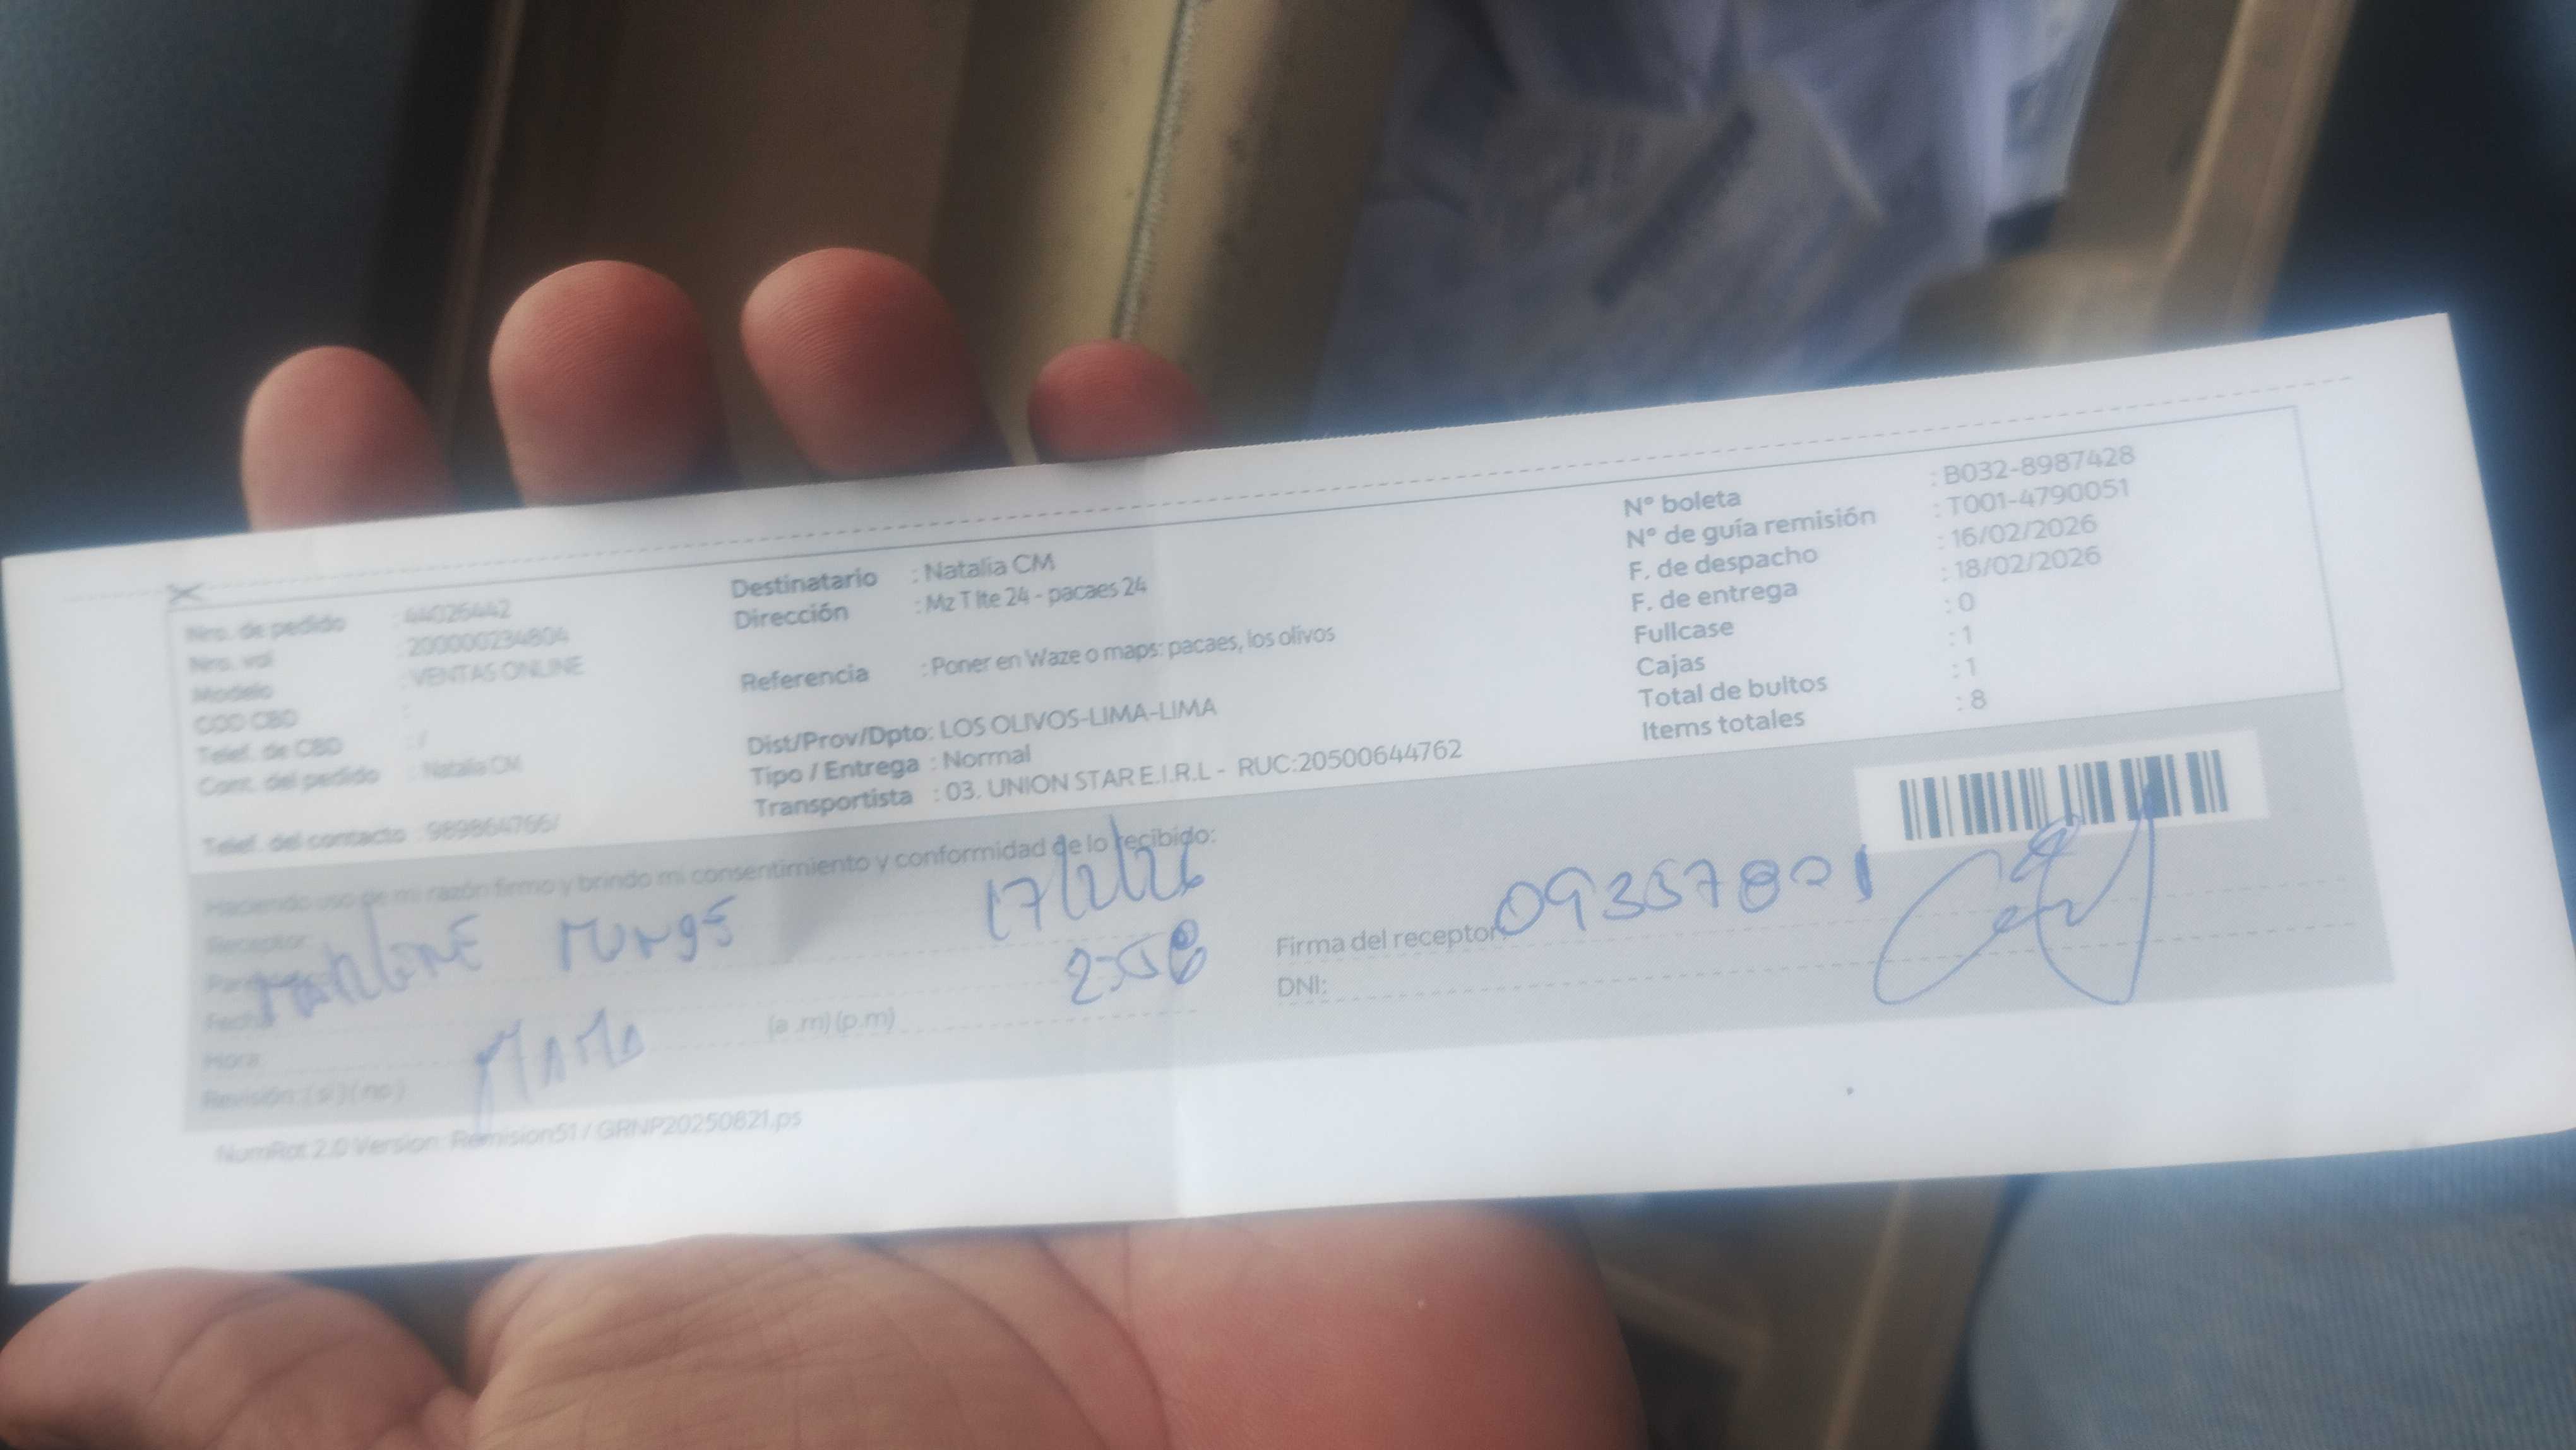 Nro. de pedido : 44026442
Nro. val : 200000234804
Modelo : VENTAS ONLINE
COD CBD :
Telef. de CBD : /
Cont. del pedido : Natalia CM
Telef. del contacto : 989864766/
Destinatario : Natalia CM
Dirección : Mz T lte 24 - pacaes 24
Referencia : Poner en Waze o maps: pacaes, los olivos
Dist/Prov/Dpto: LOS OLIVOS-LIMA-LIMA
Tipo / Entrega : Normal
Transportista : 03. UNION STAR E.I.R.L - RUC:20500644762
N° boleta : B032-8987428
N° de guía remisión : T001-4790051
F. de despacho : 16/02/2026
F. de entrega : 18/02/2026
Fullcase : 0
Cajas : 1
Total de bultos : 1
Items totales : 8
Haciendo uso de mi razón firmo y brindo mi consentimiento y conformidad de lo recibido:
Receptor:
17/2/26
Fecha
Hora (a .m) (p.m)
MAMA
Revisión: ( si ) ( no )
Firma del receptor:
DNI:
NumRot 2.0 Version: Remision51 / GRNP20250821.ps